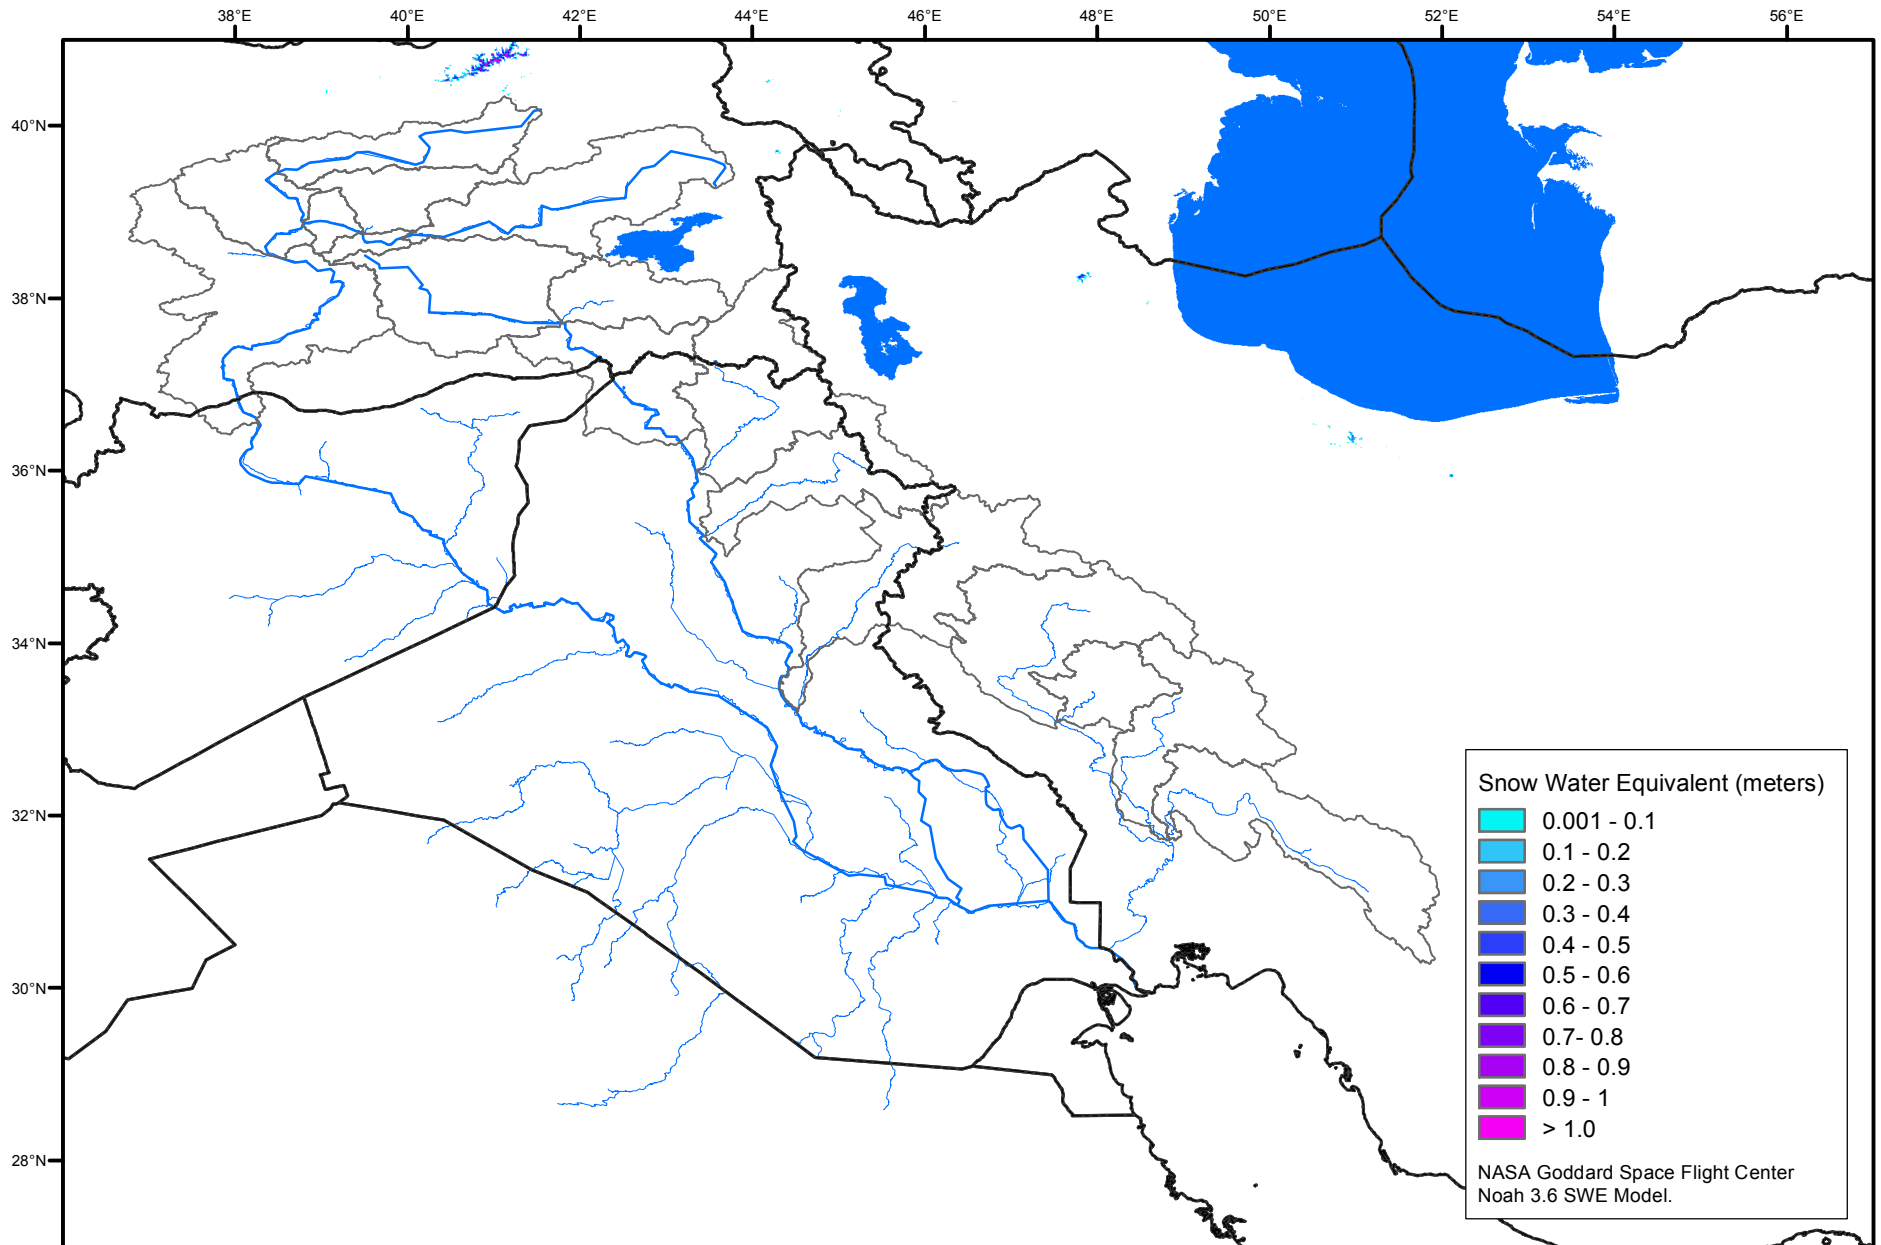 38°E 40°E 42°E 44°E 46°E 48°E 50°E 52°E 54°E 56°E
40°N
38°N
36°N
34°N
32°N
30°N
28°N
Snow Water Equivalent (meters)
0.001 - 0.1
0.1 - 0.2
0.2 - 0.3
0.3 - 0.4
0.4 - 0.5
0.5 - 0.6
0.6 - 0.7
0.7- 0.8
0.8 - 0.9
0.9 - 1
> 1.0
NASA Goddard Space Flight Center
Noah 3.6 SWE Model.